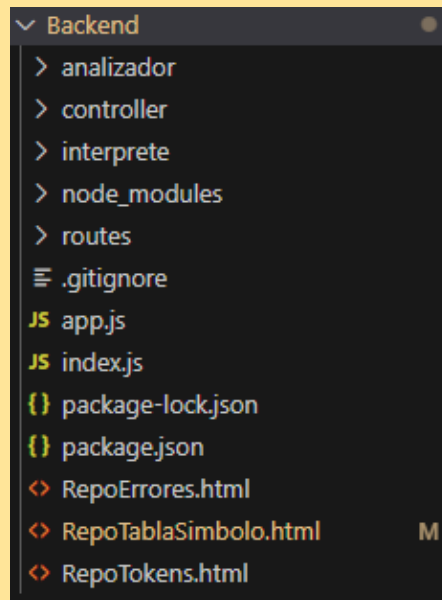 Backend
analizador
controller
interprete
node_modules
routes
.gitignore
JS app.js
JS index.js
{} package-lock.json
{} package.json
<> RepoErrores.html
<> RepoTablaSimbolo.html M
<> RepoTokens.html